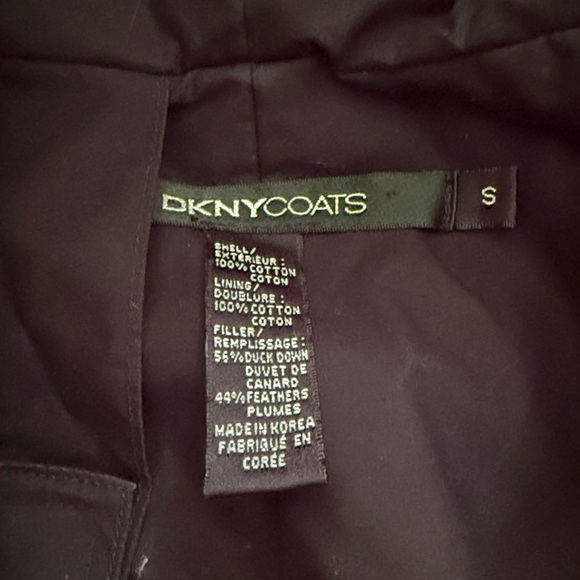 DKNYCOATS
S
SHELL/
EXTÉRIEUR :
100% COTTON
COTON
LINING/
DOUBLURE :
100% COTTON
COTON
FILLER/
REMPLISSAGE :
56% DUCK DOWN
DUVET DE
CANARD
44% FEATHERS
PLUMES
MADE IN KOREA
FABRIQUÉ EN
CORÉE